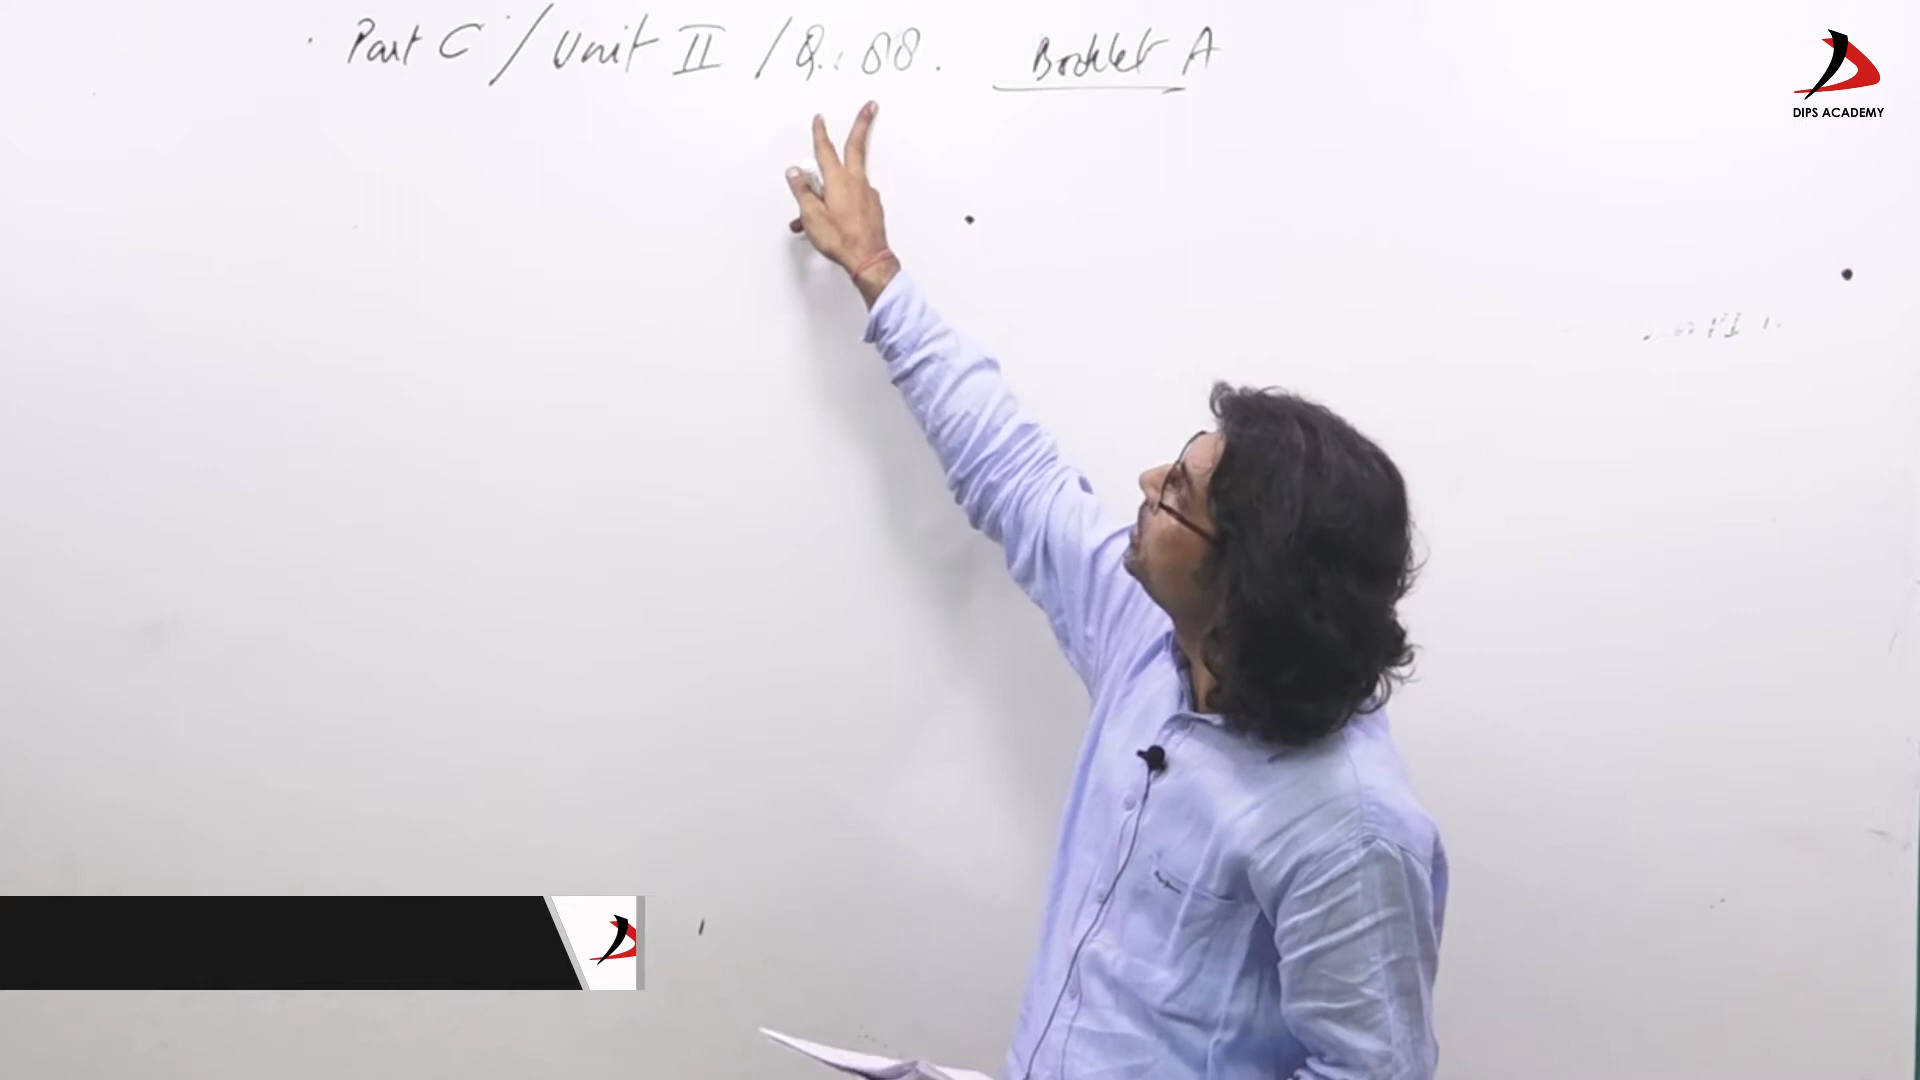 Part C / Unit II / Q.: 88. Booklet A
DIPS ACADEMY